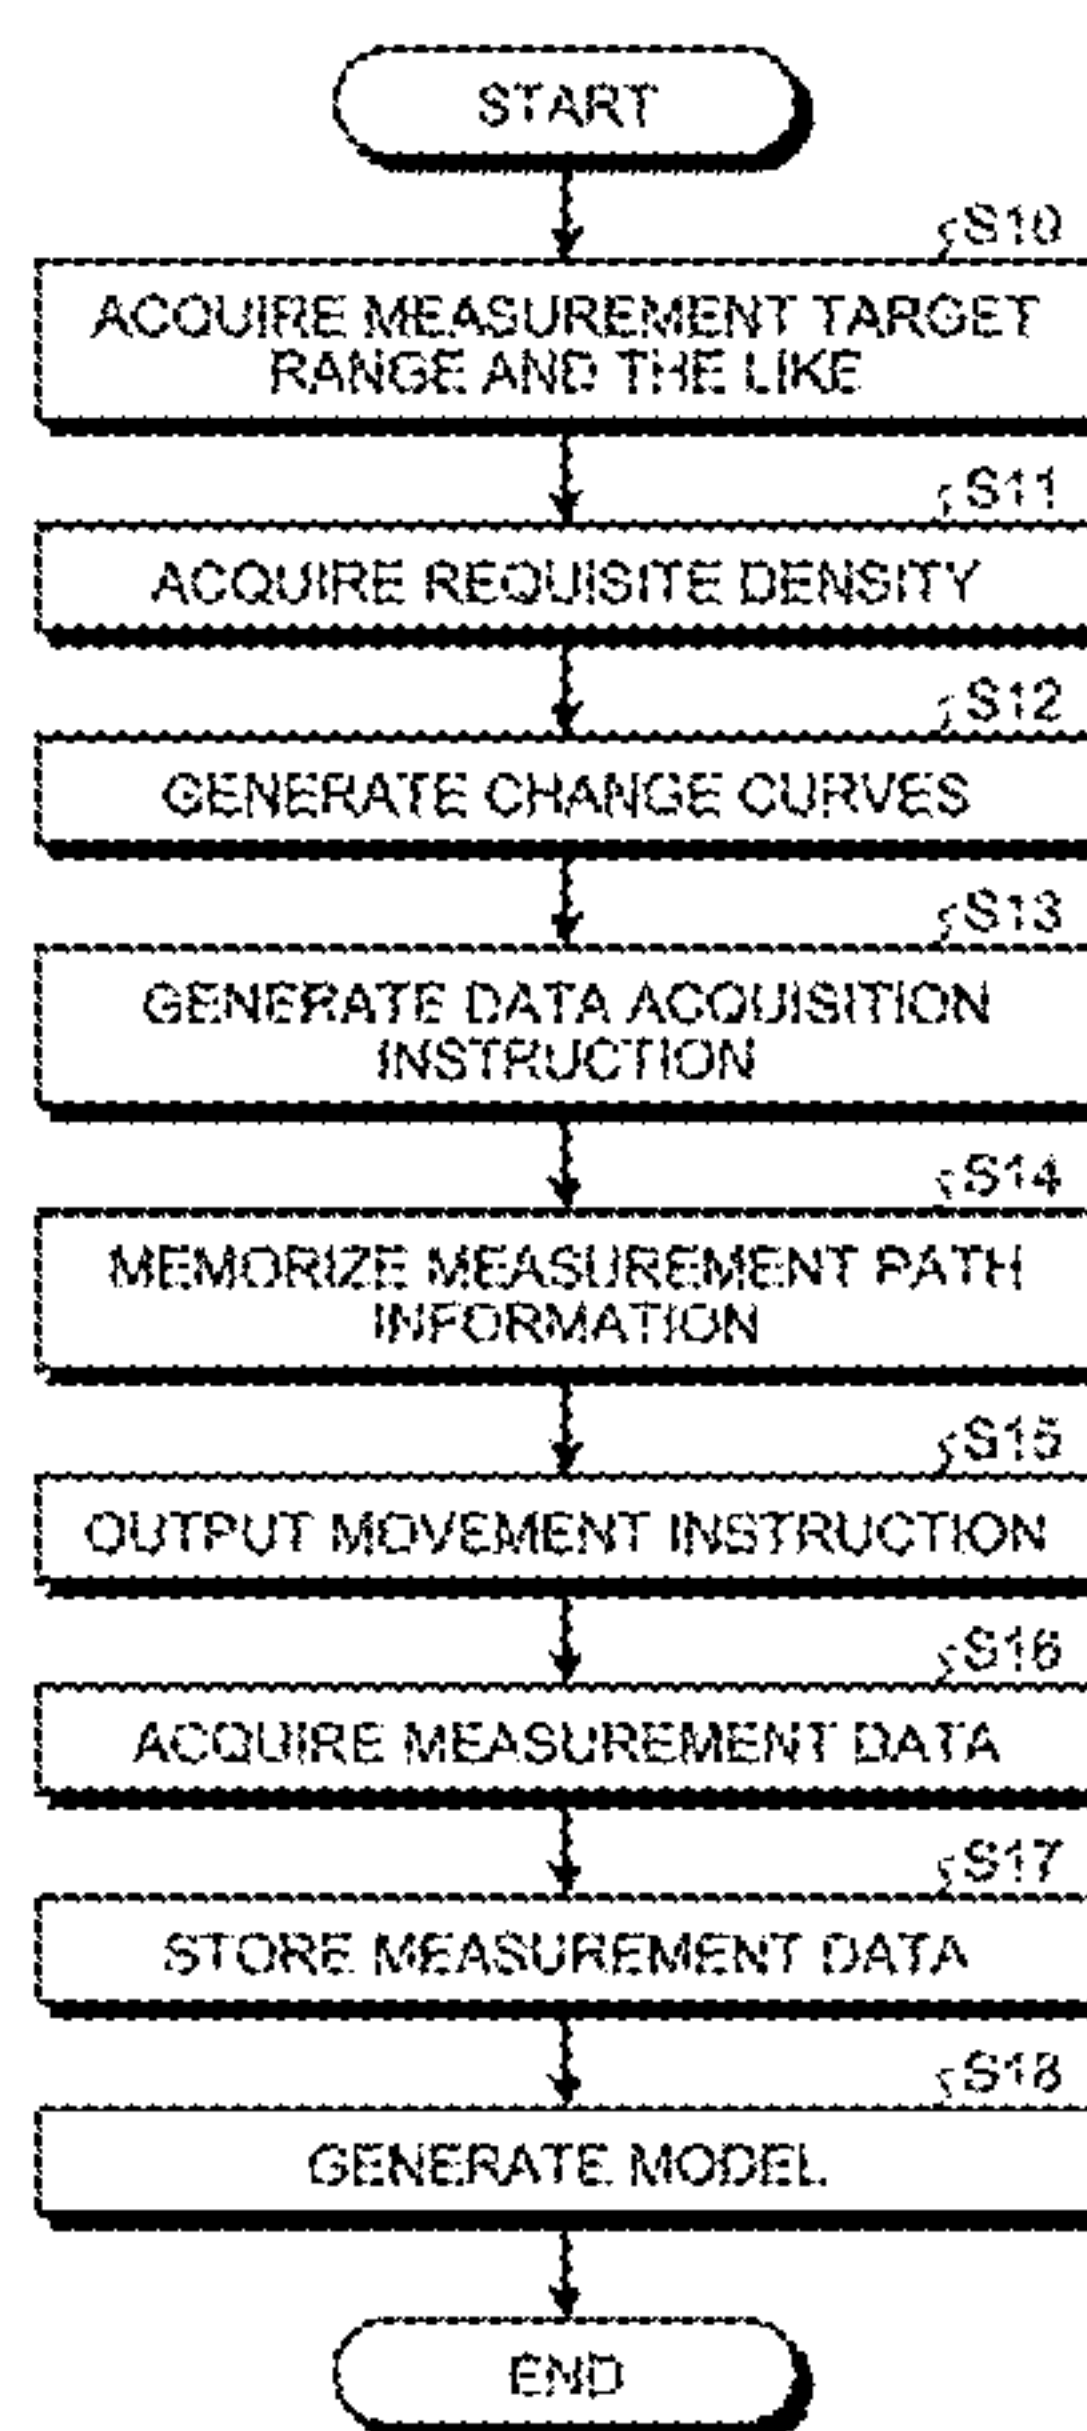 START
S10
ACQUIRE MEASUREMENT TARGET
RANGE AND THE LIKE
S11
ACQUIRE REQUISITE DENSITY
S12
GENERATE CHANGE CURVES
S13
GENERATE DATA ACQUISITION
INSTRUCTION
S14
MEMORIZE MEASUREMENT PATH
INFORMATION
S15
OUTPUT MOVEMENT INSTRUCTION
S16
ACQUIRE MEASUREMENT DATA
S17
STORE MEASUREMENT DATA
S18
GENERATE MODEL
END